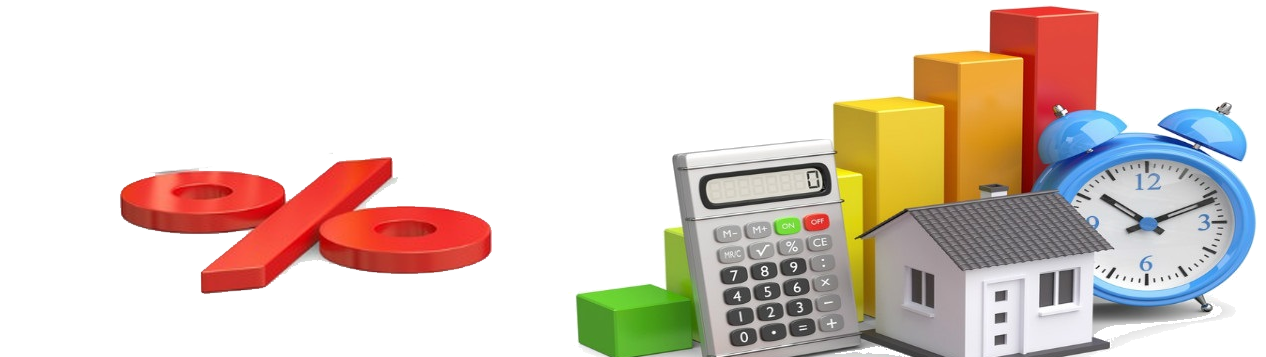 %
0
M- M+ ON OFF
MR/C √ % CE
7 8 9 :
4 5 6 ×
1 2 3 −
0 . = +
12
9 3
6